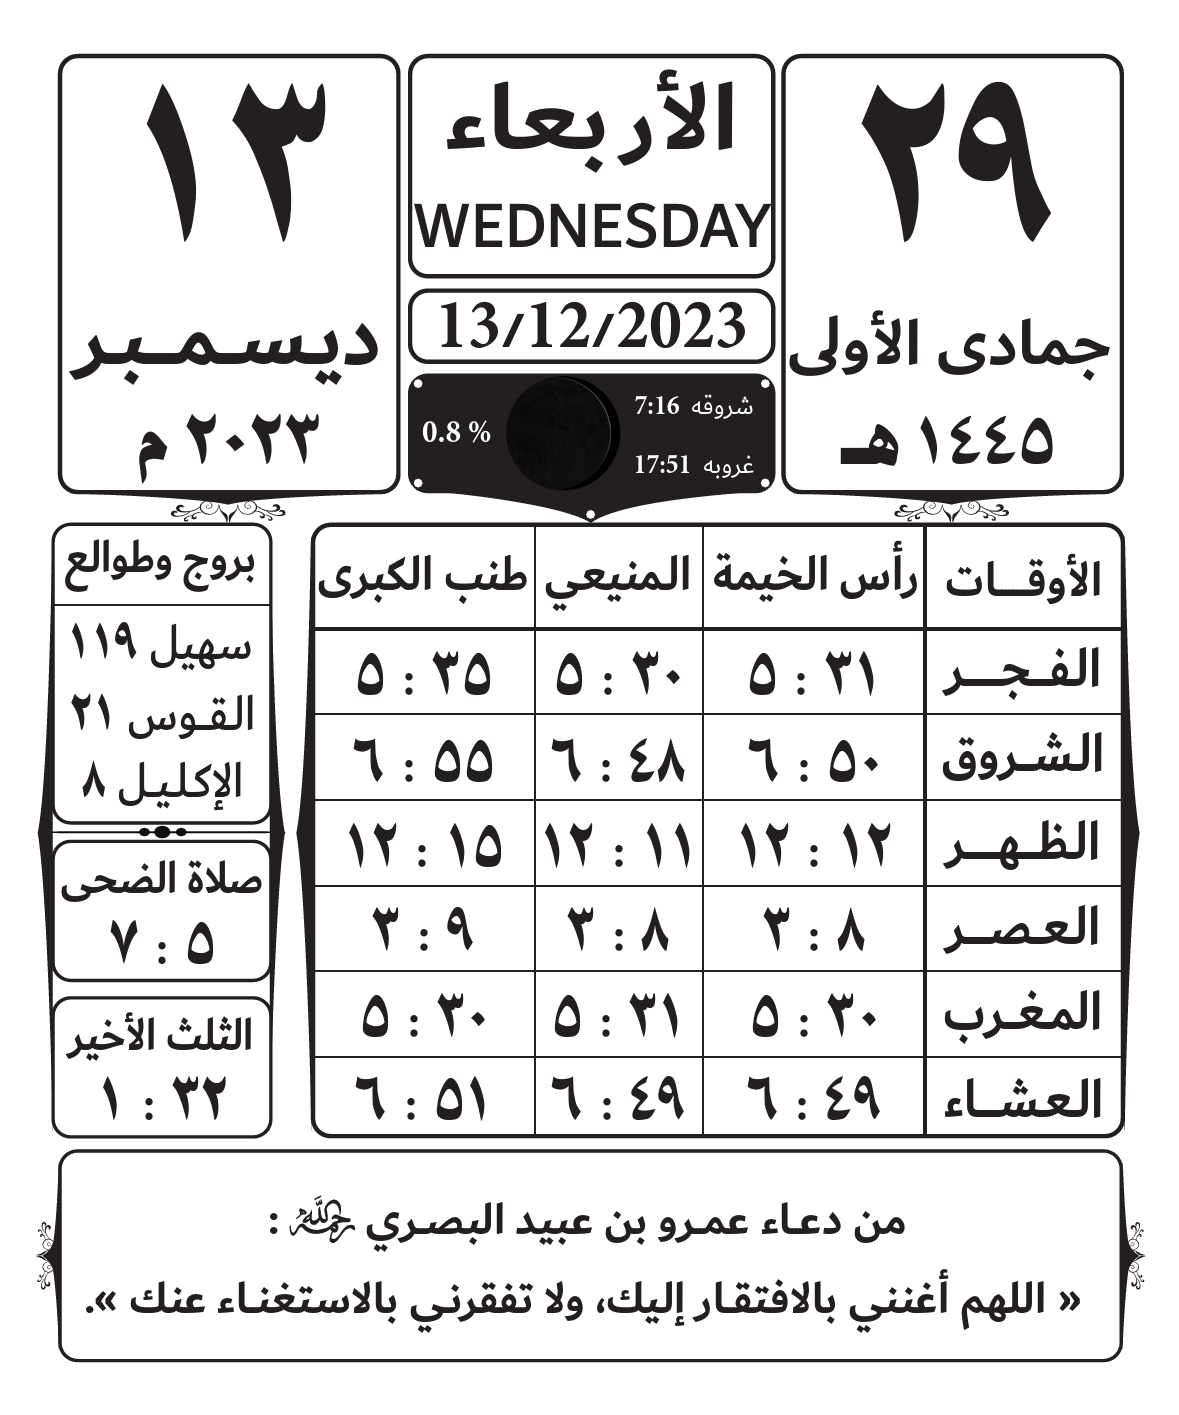 ٢٩
جمادى الأولى
١٤٤٥ هـ
الأربعاء
WEDNESDAY
13/12/2023
شروقه 7:16
غروبه 17:51
0.8 %
١٣
ديسمبر
٢٠٢٣ م
الأوقات رأس الخيمة المنيعي طنب الكبرى
الفجر ٥ : ٣١ ٥ : ٣٠ ٥ : ٣٥
الشروق ٦ : ٥٠ ٦ : ٤٨ ٦ : ٥٥
الظهر ١٢ : ١٢ ١٢ : ١١ ١٢ : ١٥
العصر ٣ : ٨ ٣ : ٨ ٣ : ٩
المغرب ٥ : ٣٠ ٥ : ٣١ ٥ : ٣٠
العشاء ٦ : ٤٩ ٦ : ٤٩ ٦ : ٥١
بروج وطوالع
سهيل ١١٩
القوس ٢١
الإكليل ٨
صلاة الضحى
٧ : ٥
الثلث الأخير
١ : ٣٢
من دعاء عمرو بن عبيد البصري رحمه الله :
« اللهم أغنني بالافتقار إليك، ولا تفقرني بالاستغناء عنك ».